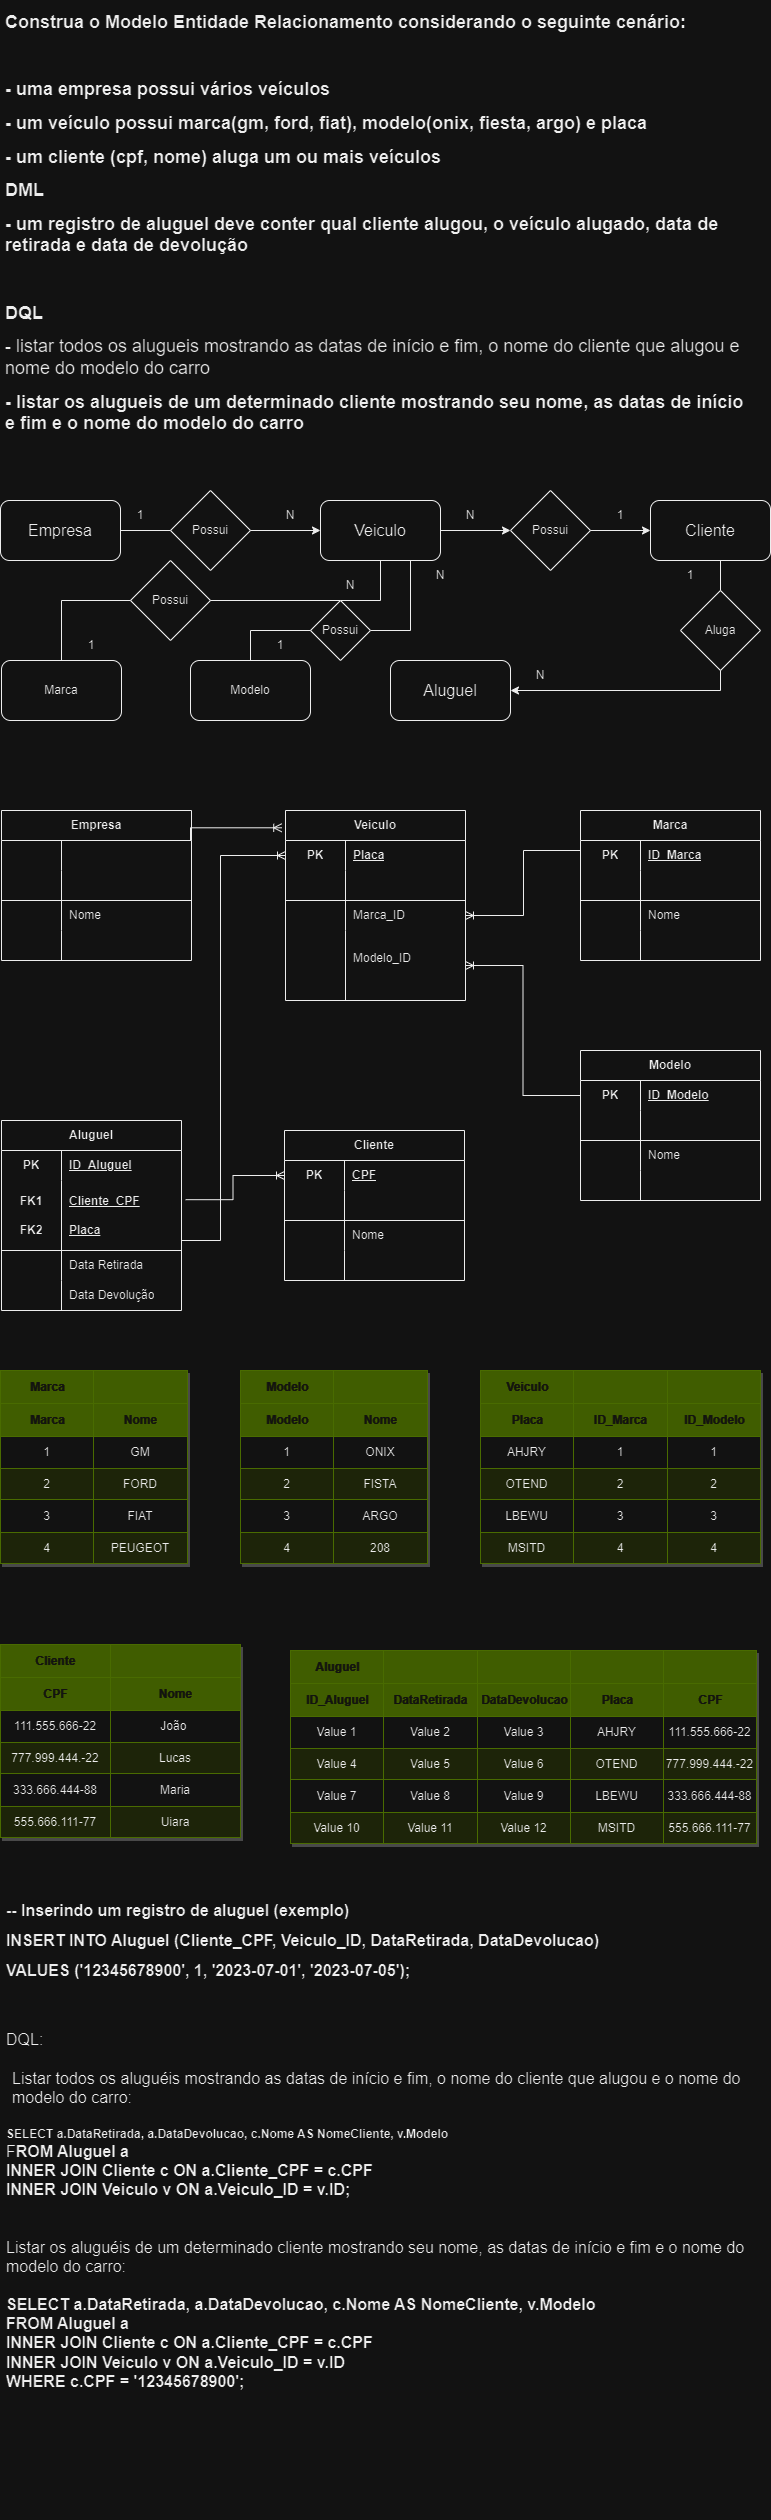 Construa o Modelo Entidade Relacionamento considerando o seguinte cenário:
- uma empresa possui vários veículos
- um veículo possui marca(gm, ford, fiat), modelo(onix, fiesta, argo) e placa
- um cliente (cpf, nome) aluga um ou mais veículos
DML
- um registro de aluguel deve conter qual cliente alugou, o veículo alugado, data de
retirada e data de devolução
DQL
- listar todos os alugueis mostrando as datas de início e fim, o nome do cliente que alugou e
nome do modelo do carro
- listar os alugueis de um determinado cliente mostrando seu nome, as datas de início
e fim e o nome do modelo do carro
Empresa 1 Possui N Veiculo N Possui 1 Cliente
Possui N N 1
1 1 Possui Aluga
Marca Modelo Aluguel N
Empresa Veiculo Marca
PK Placa PK ID_Marca
Nome Marca_ID Nome
Modelo_ID
Modelo
PK ID_Modelo
Nome
Aluguel Cliente
PK ID_Aluguel PK CPF
FK1 Cliente_CPF
FK2 Placa Nome
Data Retirada
Data Devolução
Marca
Marca Nome
1 GM
2 FORD
3 FIAT
4 PEUGEOT
Modelo
Modelo Nome
1 ONIX
2 FISTA
3 ARGO
4 208
Veiculo
Placa ID_Marca ID_Modelo
AHJRY 1 1
OTEND 2 2
LBEWU 3 3
MSITD 4 4
Cliente
CPF Nome
111.555.666-22 João
777.999.444.-22 Lucas
333.666.444-88 Maria
555.666.111-77 Uiara
Aluguel
ID_Aluguel DataRetirada DataDevolucao Placa CPF
Value 1 Value 2 Value 3 AHJRY 111.555.666-22
Value 4 Value 5 Value 6 OTEND 777.999.444.-22
Value 7 Value 8 Value 9 LBEWU 333.666.444-88
Value 10 Value 11 Value 12 MSITD 555.666.111-77
-- Inserindo um registro de aluguel (exemplo)
INSERT INTO Aluguel (Cliente_CPF, Veiculo_ID, DataRetirada, DataDevolucao)
VALUES ('12345678900', 1, '2023-07-01', '2023-07-05');
DQL:
Listar todos os aluguéis mostrando as datas de início e fim, o nome do cliente que alugou e o nome do
modelo do carro:
SELECT a.DataRetirada, a.DataDevolucao, c.Nome AS NomeCliente, v.Modelo
FROM Aluguel a
INNER JOIN Cliente c ON a.Cliente_CPF = c.CPF
INNER JOIN Veiculo v ON a.Veiculo_ID = v.ID;
Listar os aluguéis de um determinado cliente mostrando seu nome, as datas de início e fim e o nome do
modelo do carro:
SELECT a.DataRetirada, a.DataDevolucao, c.Nome AS NomeCliente, v.Modelo
FROM Aluguel a
INNER JOIN Cliente c ON a.Cliente_CPF = c.CPF
INNER JOIN Veiculo v ON a.Veiculo_ID = v.ID
WHERE c.CPF = '12345678900';